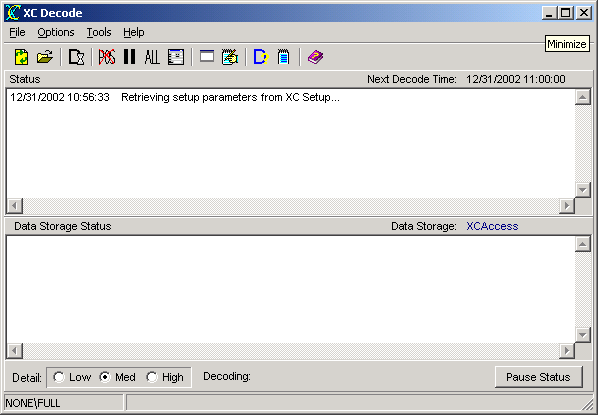 XC Decode
File Options Tools Help
Minimize
ALL
Status Next Decode Time: 12/31/2002 11:00:00
12/31/2002 10:56:33 Retrieving setup parameters from XC Setup...
Data Storage Status Data Storage: XCAccess
Detail: Low Med High Decoding: Pause Status
NONE\FULL